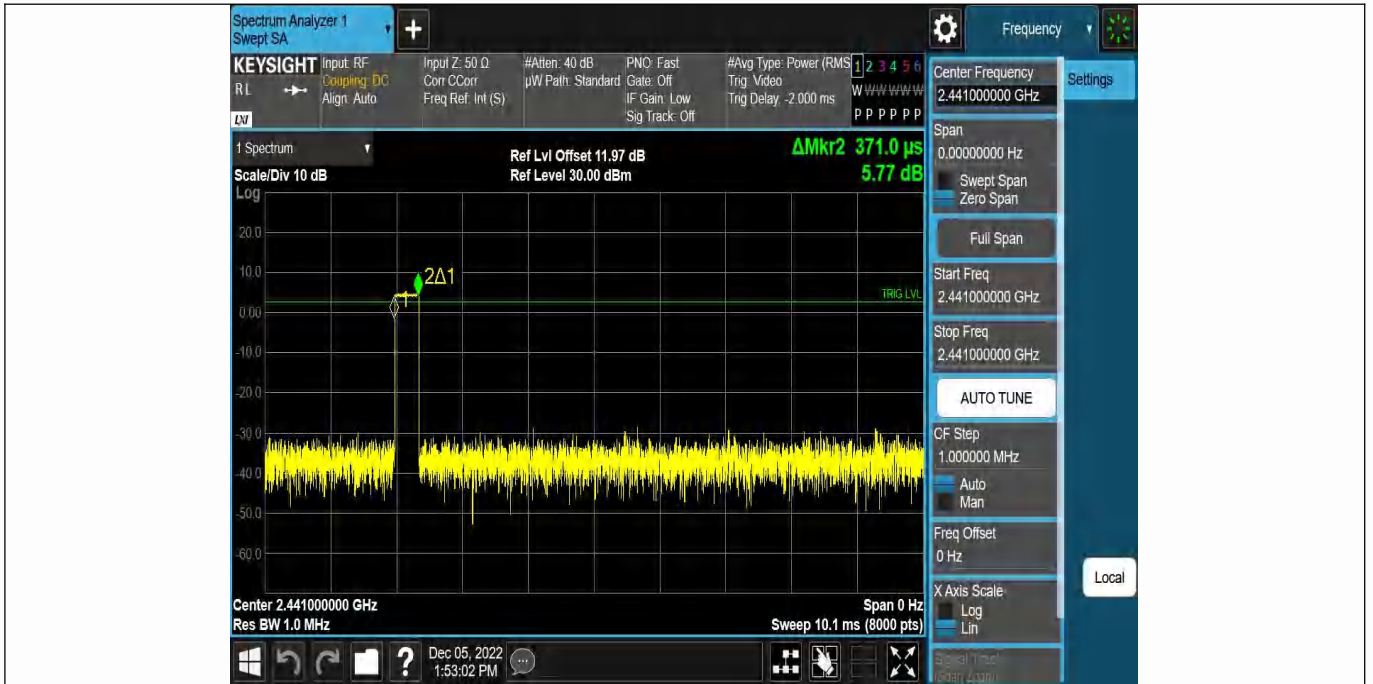 Spectrum Analyzer 1
Swept SA
Frequency
KEYSIGHT
R L
LXI
Input: RF
Coupling: DC
Align: Auto
Input Z: 50 Ω
Corr CCorr
Freq Ref: Int (S)
#Atten: 40 dB
µW Path: Standard
PNO: Fast
Gate: Off
IF Gain: Low
Sig Track: Off
#Avg Type: Power (RMS
Trig: Video
Trig Delay: -2.000 ms
1 2 3 4 5 6
W W W W W W
P P P P P P
1 Spectrum
Scale/Div 10 dB
Ref Lvl Offset 11.97 dB
Ref Level 30.00 dBm
ΔMkr2 371.0 µs
5.77 dB
Log
20.0
10.0
0.00
-10.0
-20.0
-30.0
-40.0
-50.0
-60.0
2Δ1
TRIG LVL
Center 2.441000000 GHz
Res BW 1.0 MHz
Span 0 Hz
Sweep 10.1 ms (8000 pts)
Dec 05, 2022
1:53:02 PM
Center Frequency
2.441000000 GHz
Settings
Span
0.00000000 Hz
Swept Span
Zero Span
Full Span
Start Freq
2.441000000 GHz
Stop Freq
2.441000000 GHz
AUTO TUNE
CF Step
1.000000 MHz
Auto
Man
Freq Offset
0 Hz
X Axis Scale
Log
Lin
Local